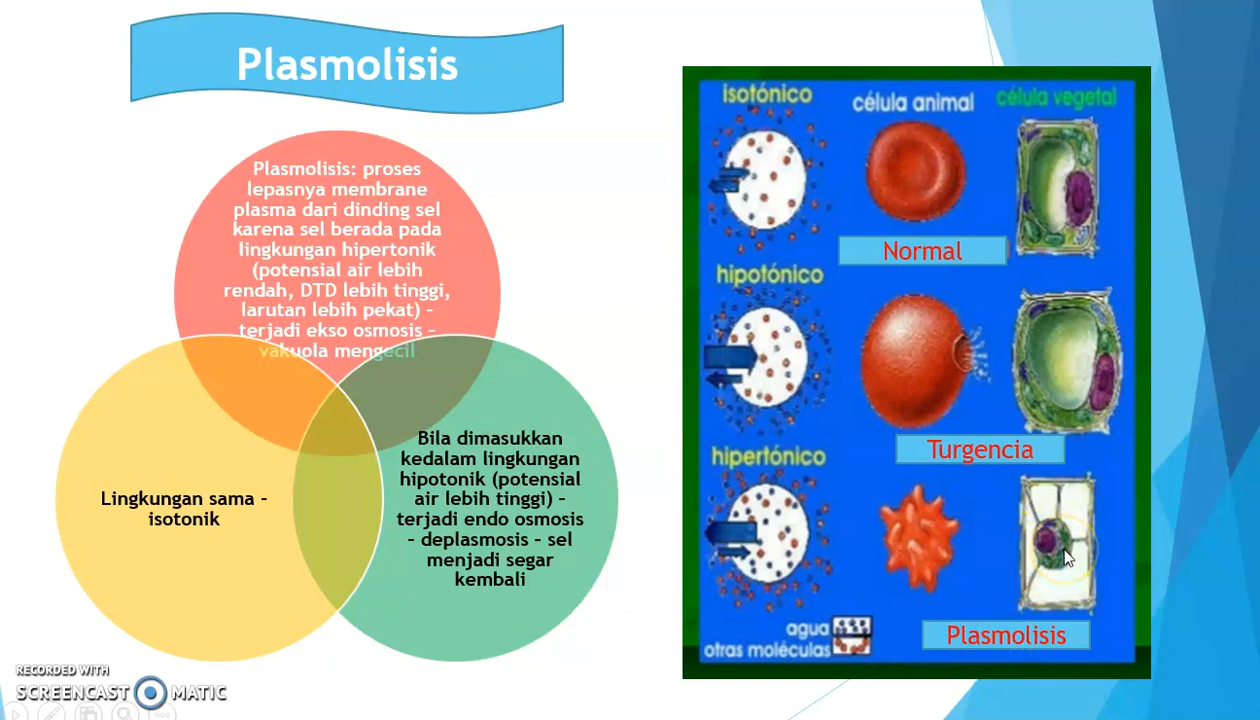 Plasmolisis
Plasmolisis: proses
lepasnya membrane
plasma dari dinding sel
karena sel berada pada
lingkungan hipertonik
(potensial air lebih
rendah, DTD lebih tinggi,
larutan lebih pekat) –
terjadi ekso osmosis –
vakuola mengecil
Lingkungan sama –
isotonik
Bila dimasukkan
kedalam lingkungan
hipotonik (potensial
air lebih tinggi) –
terjadi endo osmosis
– deplasmosis – sel
menjadi segar
kembali
isotónico
célula animal
célula vegetal
Normal
hipotónico
Turgencia
hipertónico
agua
otras moléculas
Plasmolisis
RECORDED WITH
SCREENCAST MATIC